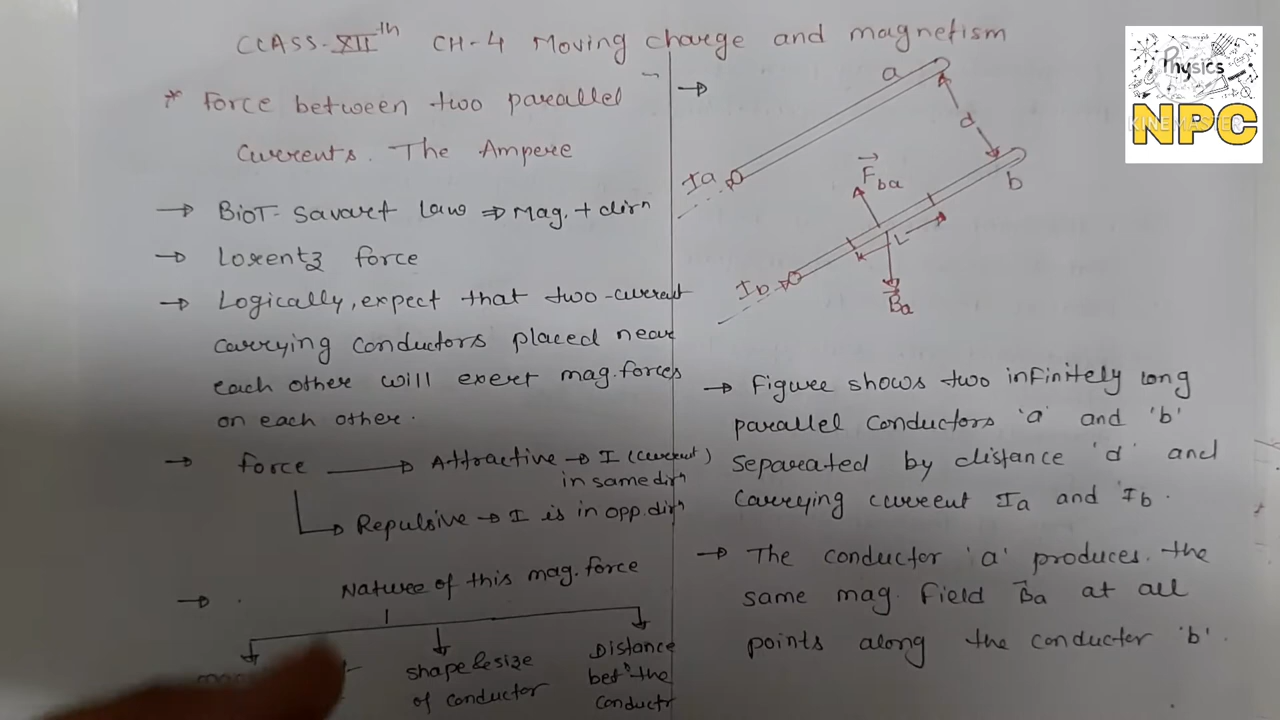 CLASS-XIIth CH-4 Moving charge and magnetism
* Force between two parallel
Currents. The Ampere
→ BIOT-Savart law ⇒ Mag. + dirn
→ Lorentz force
→ Logically, expect that two-current
carrying conductors placed near
each other will exert mag. forces
on each other.
→ Force → Attractive → I (current)
in same dirn
→ Repulsive → I is in opp. dirn
→ Nature of this mag. force
shape & size
of conductor
Distance
betn the
conductr
→
a
d
Ia
Fba
b
L
Ib
Ba
→ Figure shows two infinitely long
parallel conductors 'a' and 'b'
separated by distance 'd' and
carrying current Ia and Ib.
→ The conductor 'a' produces the
same mag. Field Ba at all
points along the conductor 'b'.
Physics
NPC
KINEMASTER